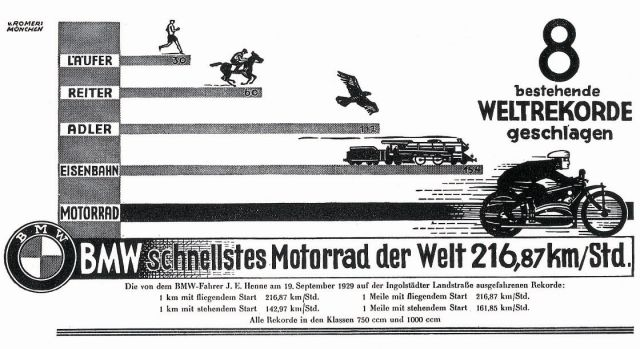 v. ROMERS
MÜNCHEN
LÄUFER 30
REITER 60
ADLER
EISENBAHN 154
MOTORRAD
8
bestehende
WELTREKORDE
geschlagen
BMW
BMW schnellstes Motorrad der Welt 216,87 km/Std.
Die von dem BMW-Fahrer J. E. Henne am 19. September 1929 auf der Ingolstädter Landstraße ausgefahrenen Rekorde:
1 km mit fliegendem Start 216,87 km/Std. 1 Meile mit fliegendem Start 216,87 km/Std.
1 km mit stehendem Start 142,97 km/Std. 1 Meile mit stehendem Start 161,85 km/Std.
Alle Rekorde in den Klassen 750 ccm und 1000 ccm